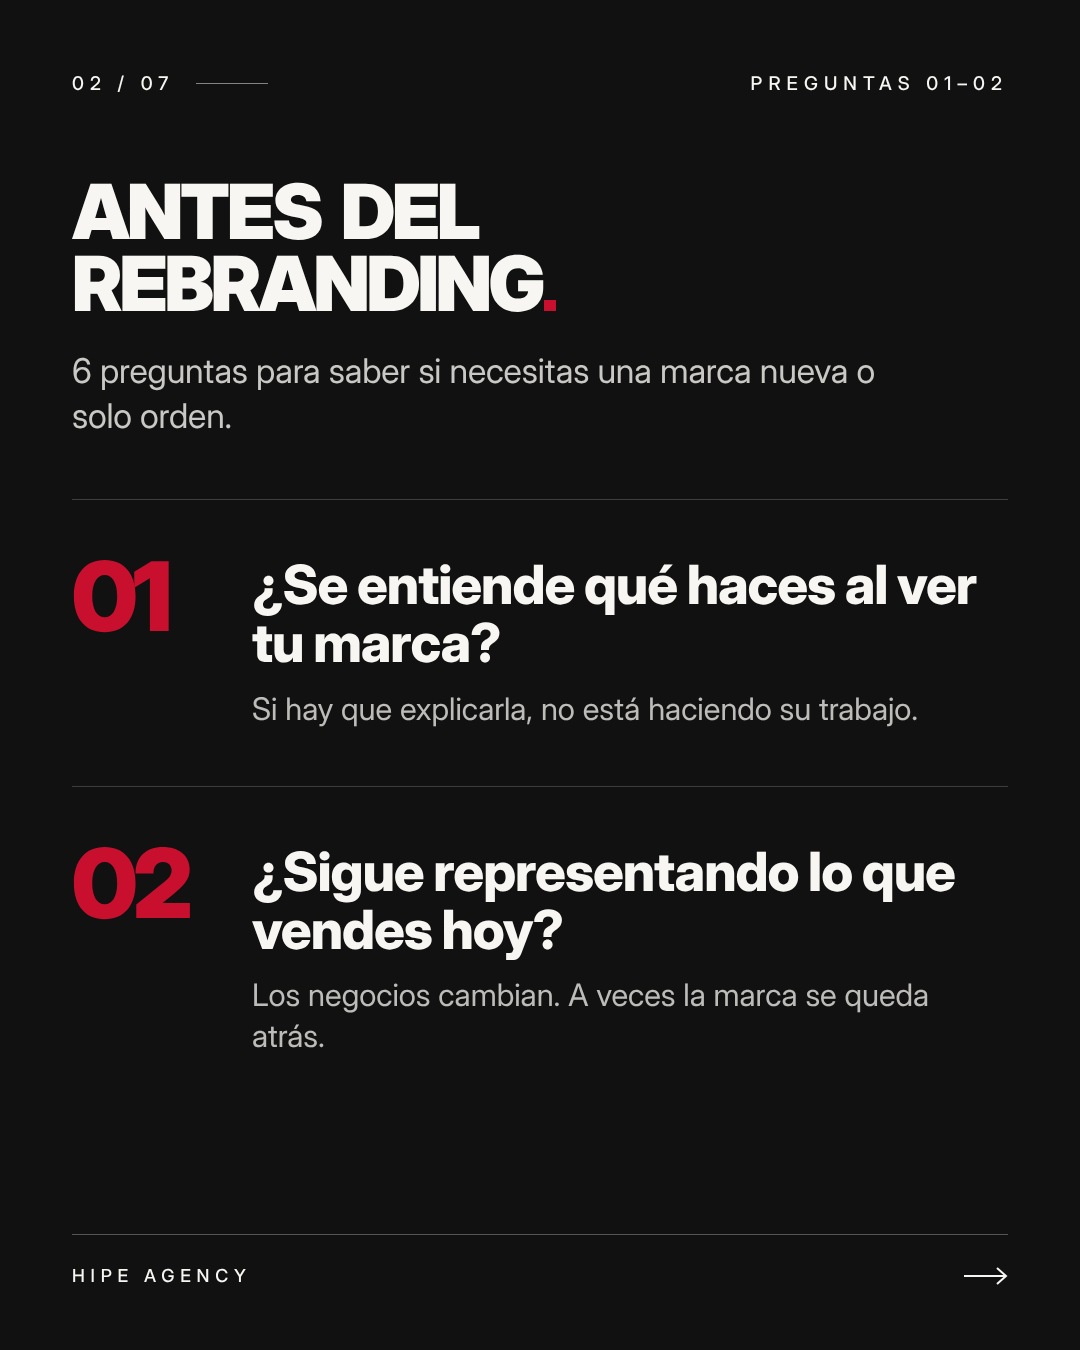 02 / 07
PREGUNTAS 01–02
ANTES DEL
REBRANDING.
6 preguntas para saber si necesitas una marca nueva o
solo orden.
01
¿Se entiende qué haces al ver
tu marca?
Si hay que explicarla, no está haciendo su trabajo.
02
¿Sigue representando lo que
vendes hoy?
Los negocios cambian. A veces la marca se queda
atrás.
HIPE AGENCY